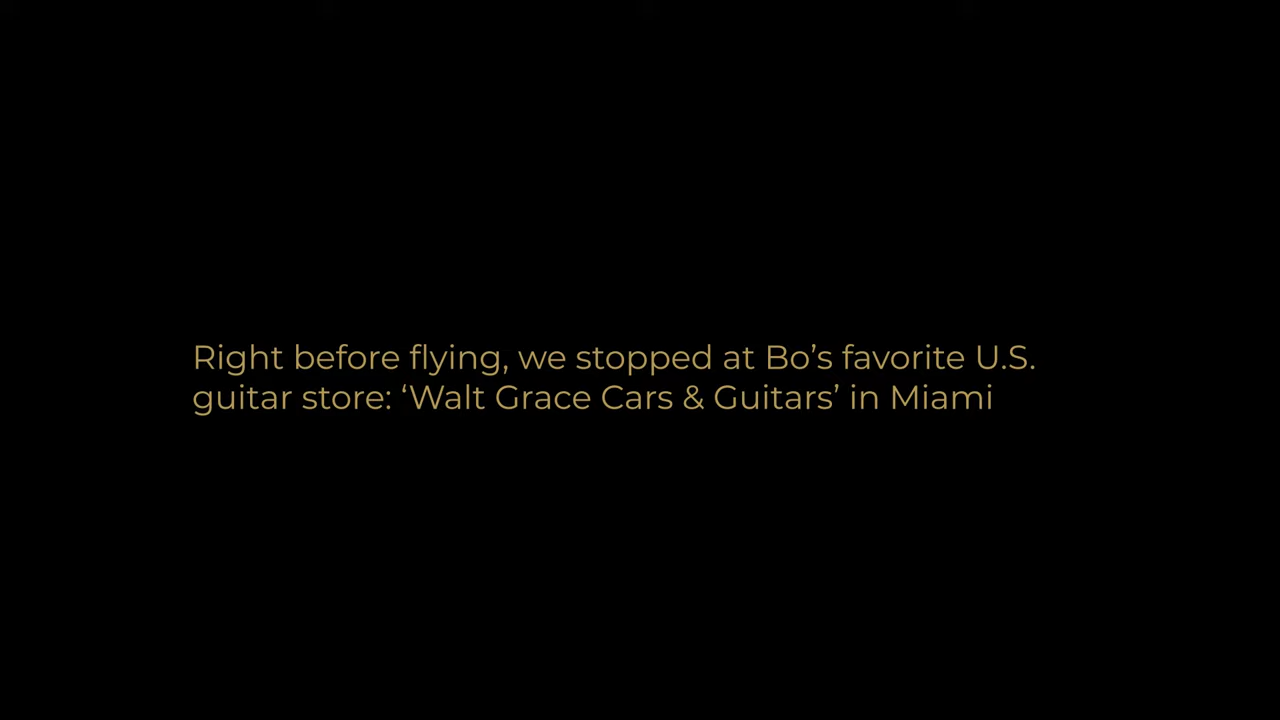 Right before flying, we stopped at Bo’s favorite U.S.
guitar store: ‘Walt Grace Cars & Guitars’ in Miami